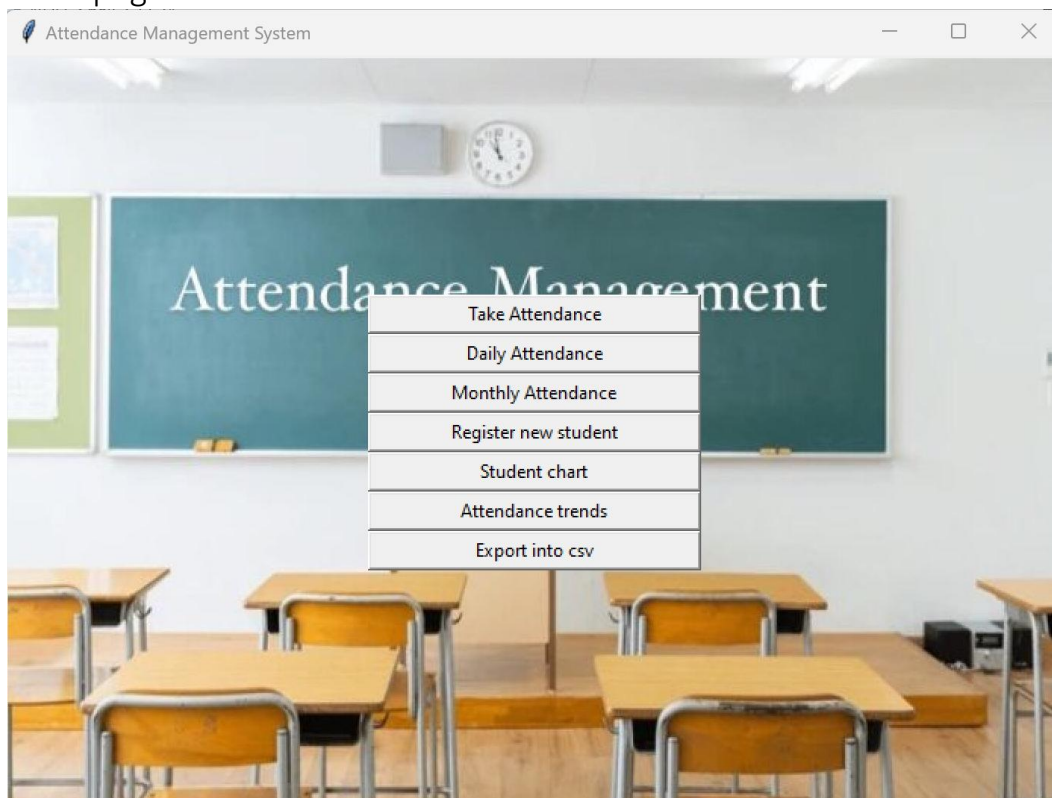 Attendance Management System
Attendance Management
Take Attendance
Daily Attendance
Monthly Attendance
Register new student
Student chart
Attendance trends
Export into csv